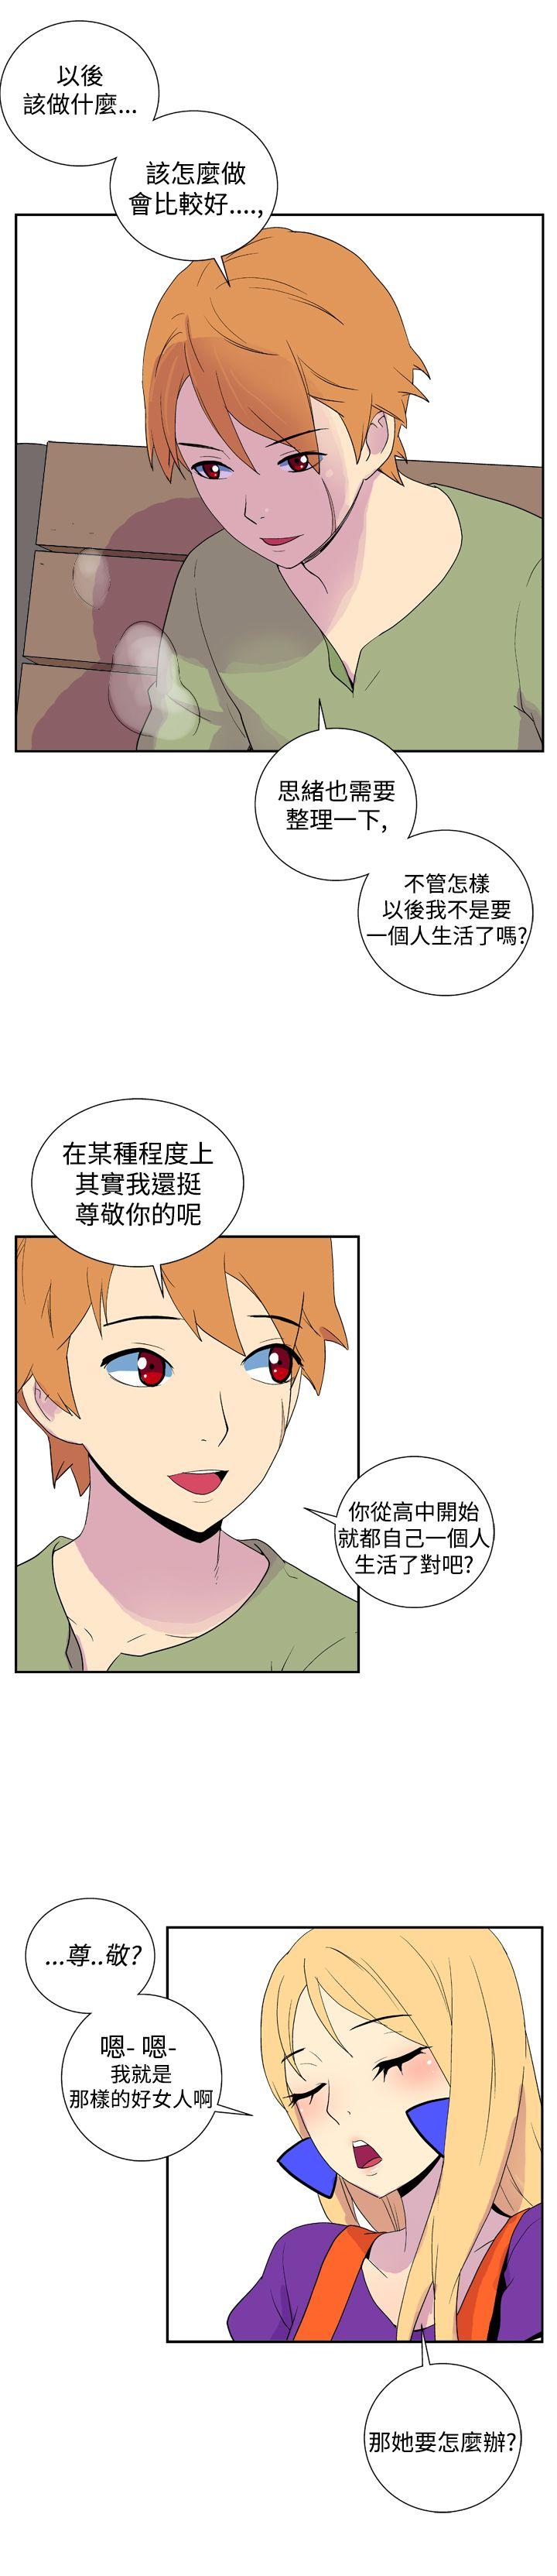 以後
該做什麼...
該怎麼做
會比較好....,
思緒也需要
整理一下,
不管怎樣
以後我不是要
一個人生活了嗎?
在某種程度上
其實我還挺
尊敬你的呢
你從高中開始
就都自己一個人
生活了對吧?
...尊..敬?
嗯- 嗯-
我就是
那樣的好女人啊
那她要怎麼辦?